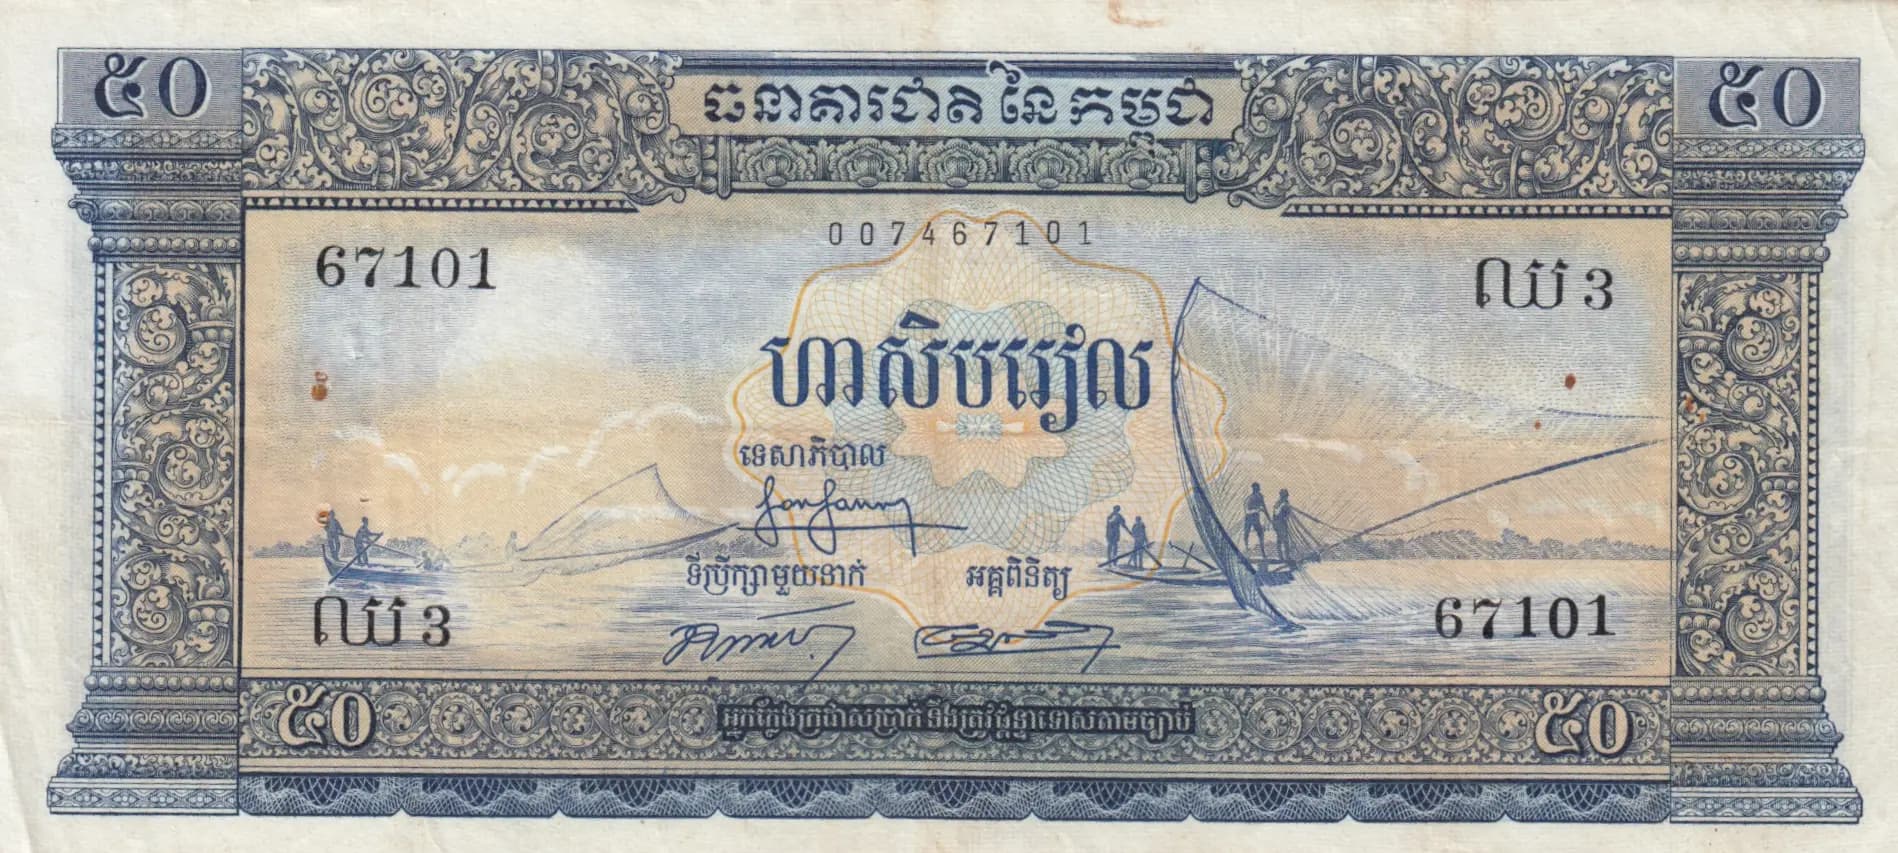 ៥០
ធនាគារជាតិ នៃ កម្ពុជា
៥០
007467101
67101
ឈ 3
ហាសិបរៀល
ទេសាភិបាល
ទីប្រឹក្សាមួយនាក់
អគ្គពិនិត្យ
ឈ 3
67101
៥០
អ្នកក្លែងក្រដាសប្រាក់ នឹងត្រូវផ្តន្ទាទោសតាមច្បាប់
៥០